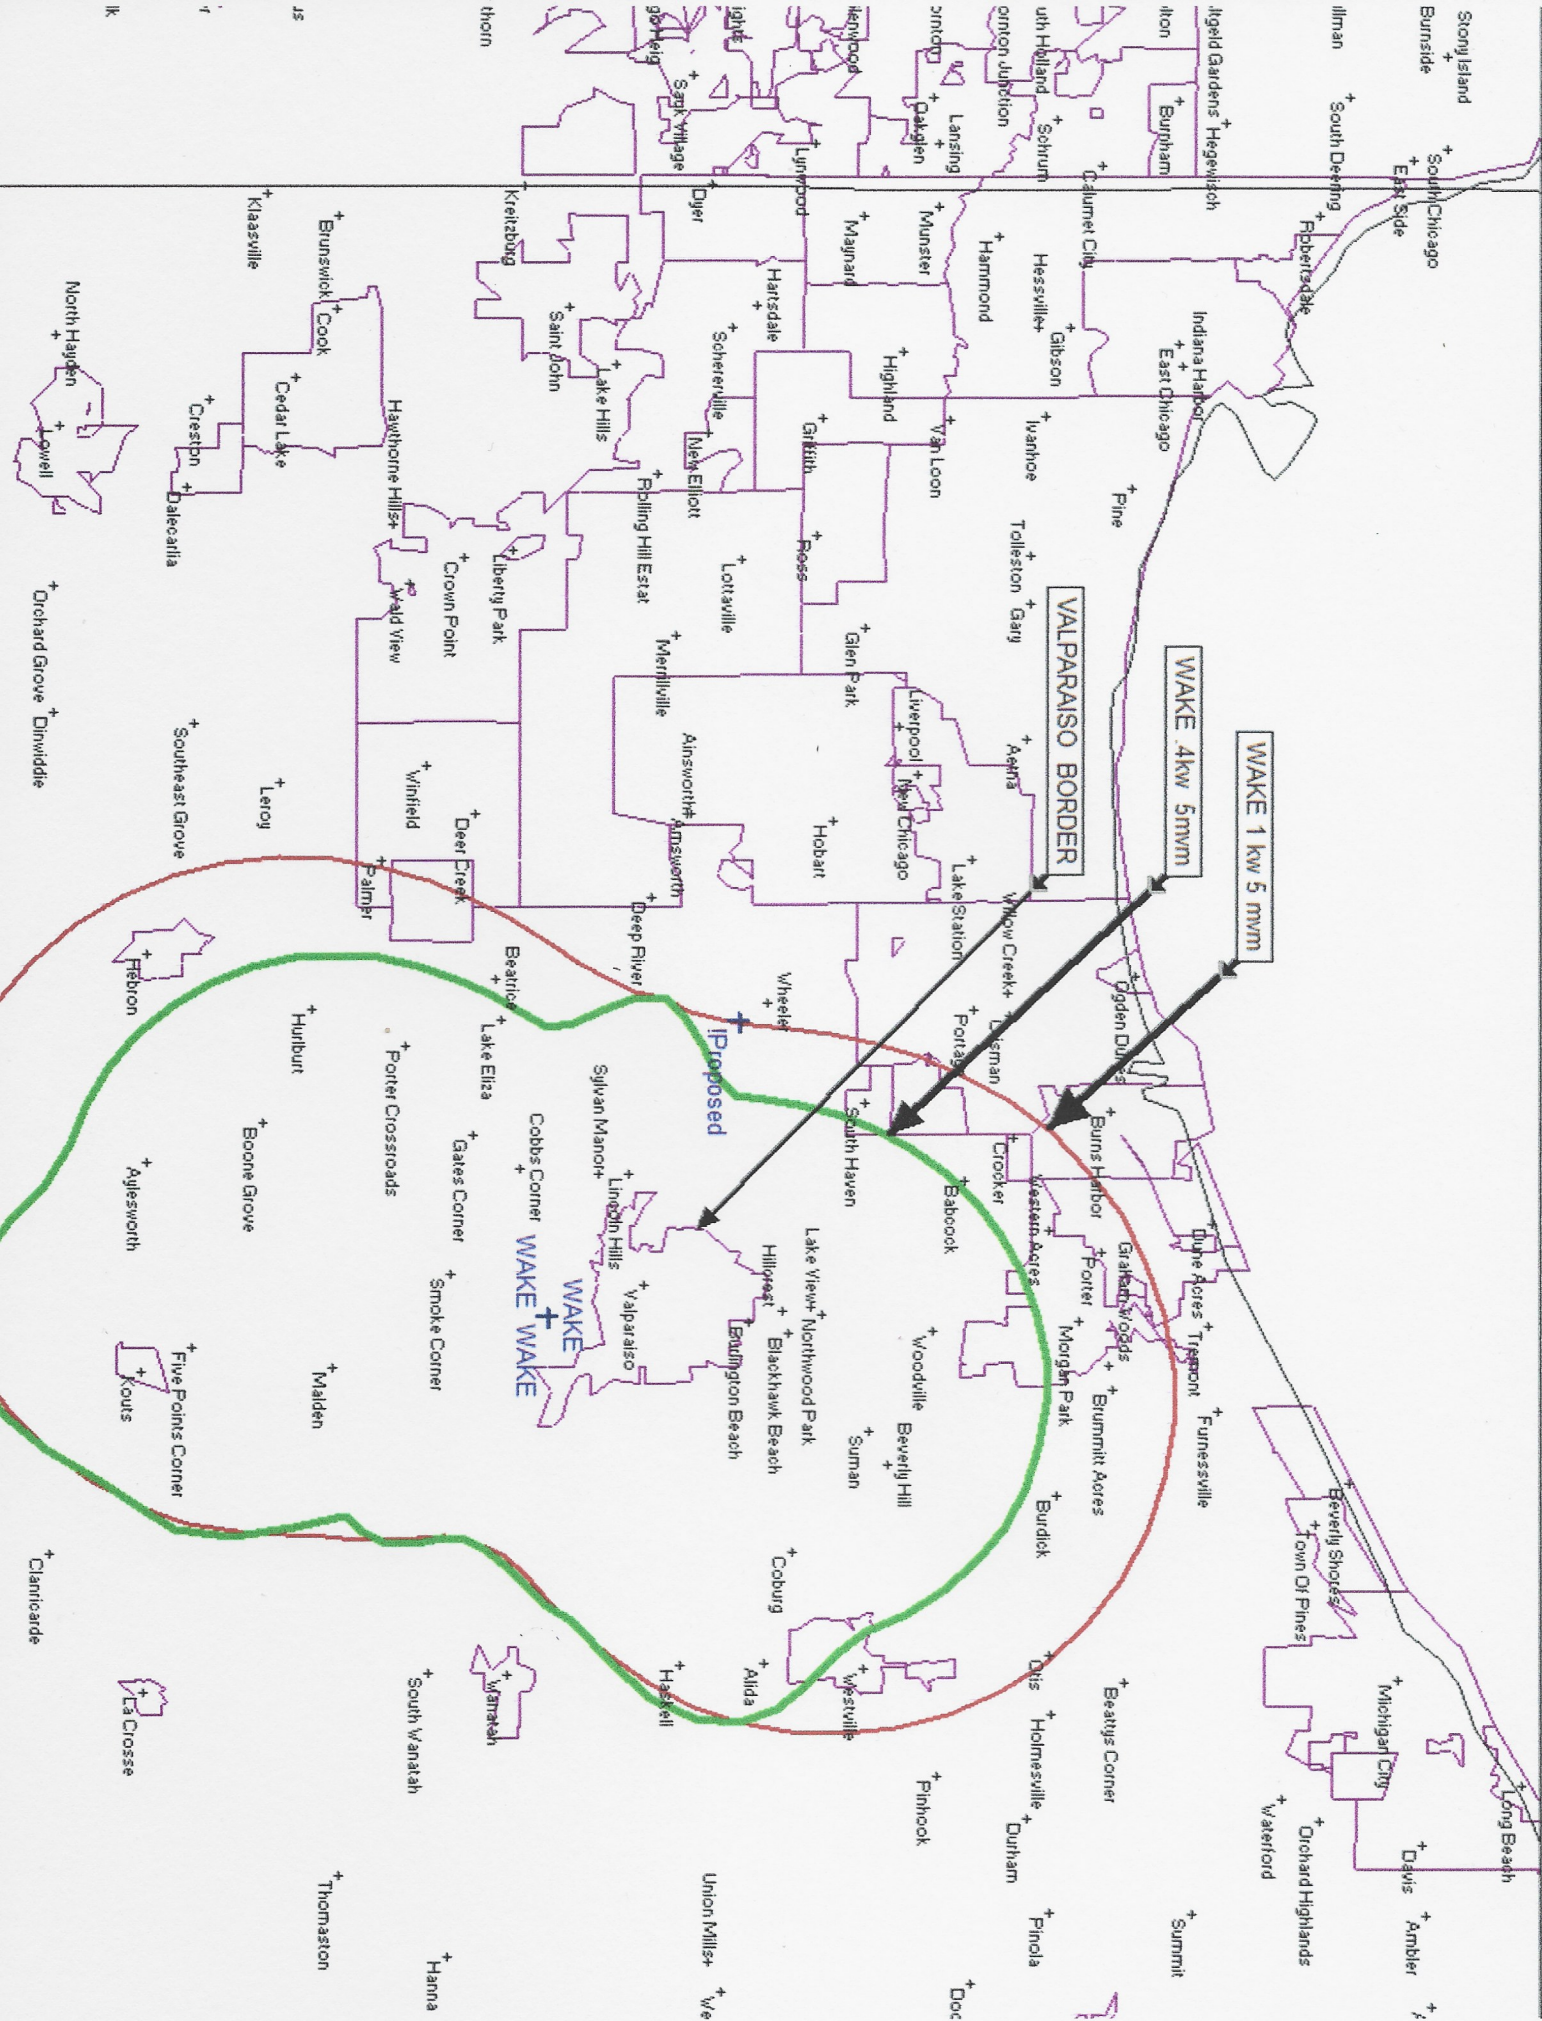 Stony Island
Burnside
South Chicago
East Side
Long Beach
Davis
Ambler
South Deering
Robertsdale
Michigan City
Beverly Shores
Town Of Pines
Orchard Highlands
Waterford
WAKE 1 kw 5 mvm
Hegewisch
Indiana Harbor
East Chicago
WAKE .4kw 5mvm
Dune Acres
Tremont
Furnessville
Summit
Burnham
Pine
Ogden Dunes
Burns Harbor
Porter
Graham Woods
Brummitt Acres
Beattys Corner
Calumet City
VALPARAISO BORDER
Schrum
Hessville
Gibson
Ivanhoe
Tolleston
Gary
Aetna
Willow Creek
Crisman
Crocker
Western Acres
Morgan Park
Burdick
Otis
Holmesville
Durham
Pinola
Hammond
Lansing
Oakglen
Munster
Van Loon
Liverpool
New Chicago
Lake Station
Portage
Babcock
Woodville
Beverly Hill
Pinhook
Maynard
Highland
Glen Park
South Haven
Suman
Westville
Lynwood
Griffith
Ross
Hobart
Wheeler
Lake View
Northwood Park
Hillcrest
Blackhawk Beach
Coburg
Hartsdale
Schererville
Lottaville
!Proposed
Burlington Beach
Alida
Union Mills
Sauk Village
Dyer
New Elliott
Merrillville
Ainsworth
Ainsworth
Haskell
Rolling Hill Estat
Deep River
Lincoln Hills
Valparaiso
Lake Hills
Sylvan Manor
WAKE
Saint John
Kreitzburg
Liberty Park
Beatrice
Cobbs Corner
WAKE WAKE
Lake Eliza
Wanatah
Crown Point
Deer Creek
Gates Corner
Smoke Corner
Hanna
Hawthorne Hills
Wald View
Winfield
Porter Crossroads
South Wanatah
Palmer
Brunswick
Cook
Hurlburt
Malden
Thomaston
Klaasville
Cedar Lake
Leroy
Boone Grove
Creston
Dalecarlia
Southeast Grove
Five Points Corner
Hebron
Aylesworth
Kouts
La Crosse
North Hayden
Lowell
Orchard Grove
Dinwiddie
Clanricarde